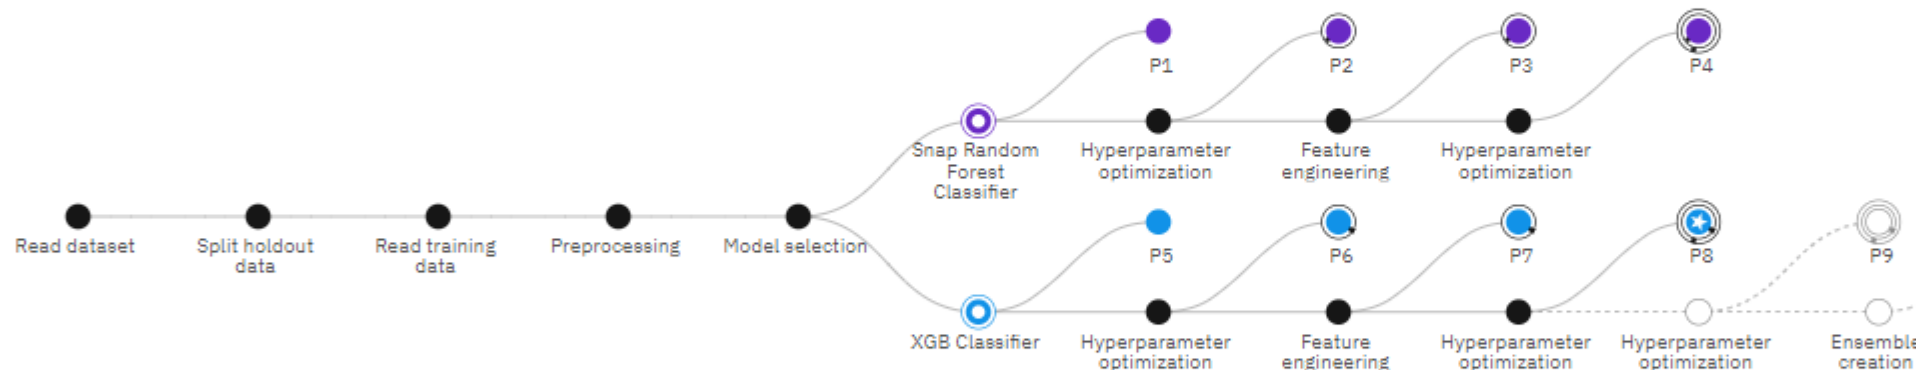 P1
P2
P3
P4
Snap Random
Forest
Classifier
Hyperparameter
optimization
Feature
engineering
Hyperparameter
optimization
Read dataset
Split holdout
data
Read training
data
Preprocessing
Model selection
P5
P6
P7
P8
P9
XGB Classifier
Hyperparameter
optimization
Feature
engineering
Hyperparameter
optimization
Hyperparameter
optimization
Ensemble
creation